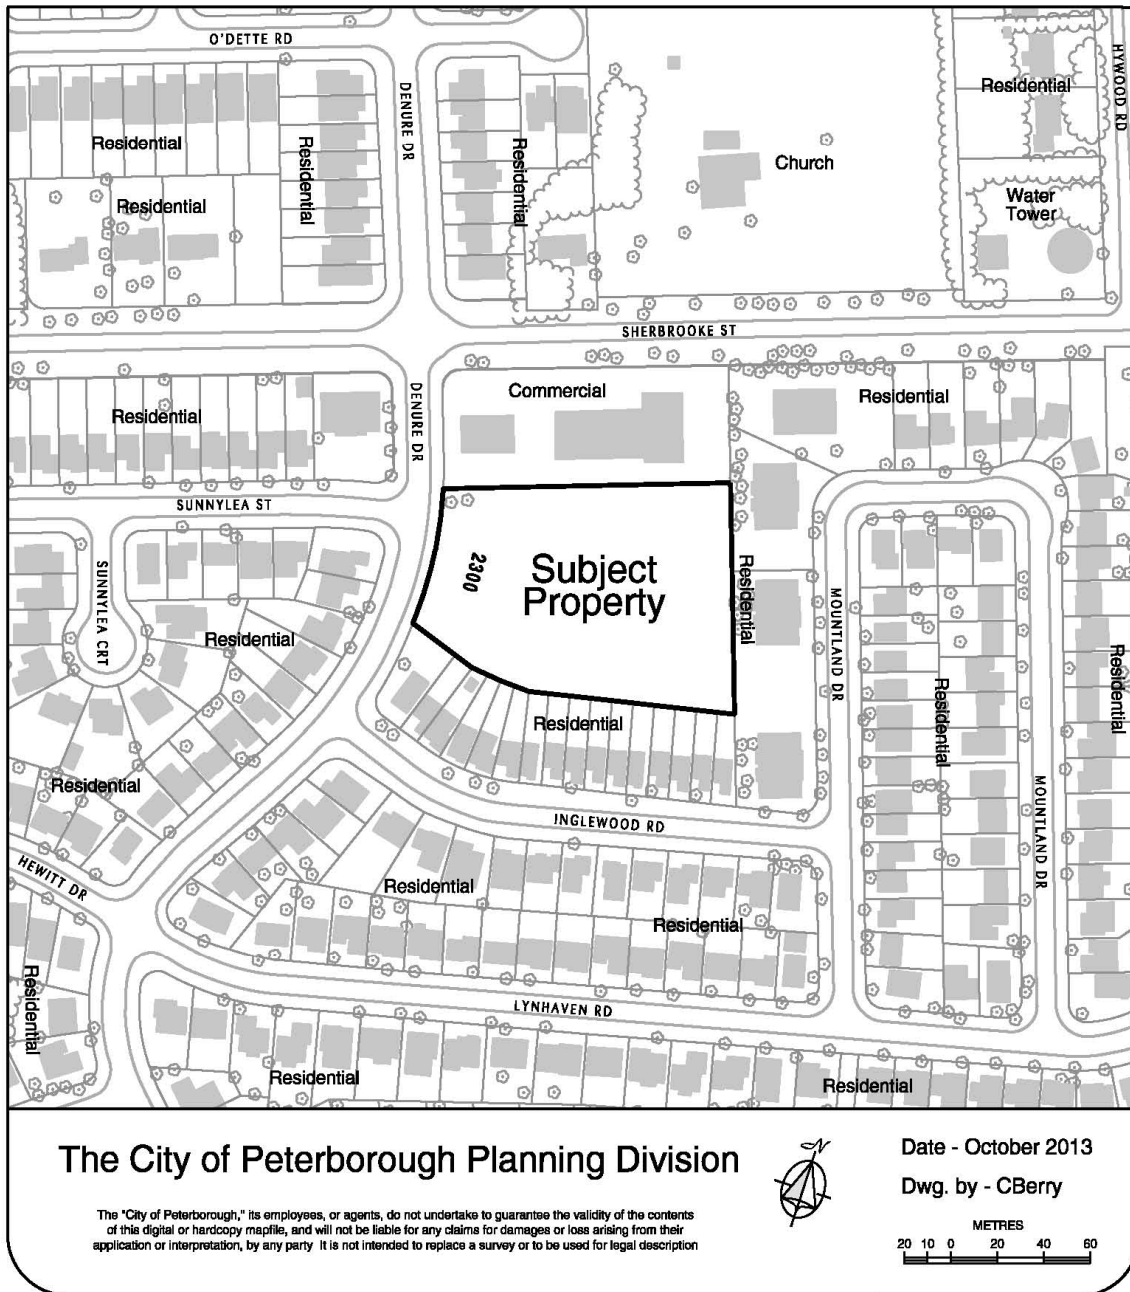 O'DETTE RD
DENURE DR
HYWOOD RD
Residential
Residential
Residential
Residential
Church
Residential
Residential
Water
Tower
SHERBROOKE ST
DENURE DR
Commercial
Residential
Residential
SUNNYLEA ST
SUNNYLEA CRT
2300
Subject
Property
Residential
MOUNTLAND DR
Residential
Residential
Residential
Residential
Residential
INGLEWOOD RD
MOUNTLAND DR
HEWITT DR
Residential
Residential
Residential
LYNHAVEN RD
Residential
Residential
The City of Peterborough Planning Division
The "City of Peterborough," its employees, or agents, do not undertake to guarantee the validity of the contents
of this digital or hardcopy mapfile, and will not be liable for any claims for damages or loss arising from their
application or interpretation, by any party It is not intended to replace a survey or to be used for legal description
N
Date - October 2013
Dwg. by - CBerry
METRES
20 10 0 20 40 60